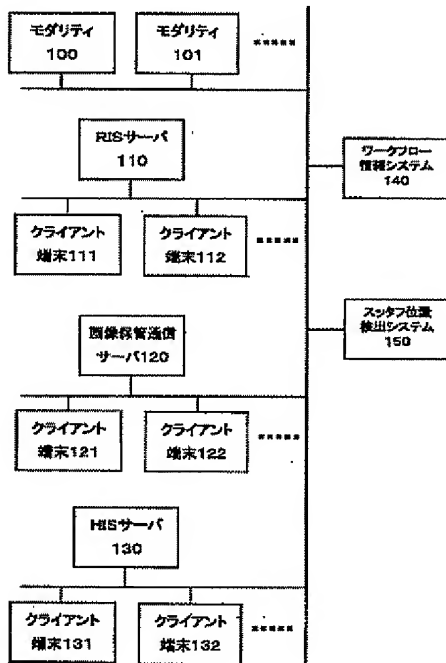 モダリティ
100
モダリティ
101
RISサーバ
110
ワークフロー
情報システム
140
クライアント
端末111
クライアント
端末112
スッタフ位置
検出システム
150
画像保管通信
サーバ120
クライアント
端末121
クライアント
端末122
HISサーバ
130
クライアント
端末131
クライアント
端末132